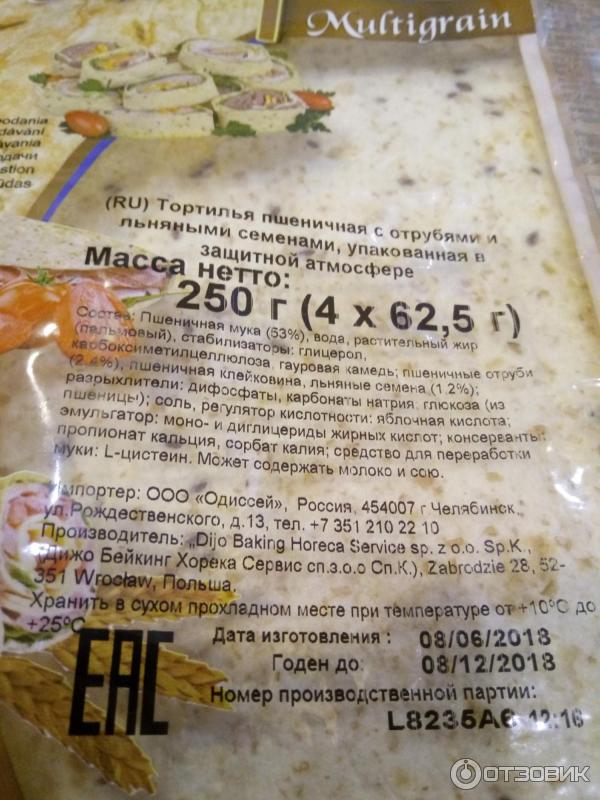 Multigrain
(RU) Тортилья пшеничная с отрубями и
льняными семенами, упакованная в
защитной атмосфере
Масса нетто:
250 г (4 x 62,5 г)
Состав: Пшеничная мука (53%), вода, растительный жир
(пальмовый), стабилизаторы: глицерол,
карбоксиметилцеллюлоза, гауровая камедь; пшеничные отруби
(2.4%), пшеничная клейковина, льняные семена (1.2%);
разрыхлители: дифосфаты, карбонаты натрия, глюкоза (из
пшеницы); соль, регулятор кислотности: яблочная кислота;
эмульгатор: моно- и диглицериды жирных кислот; консерванты:
пропионат кальция, сорбат калия; средство для переработки
муки: L-цистеин. Может содержать молоко и сою.
Импортер: ООО «Одиссей», Россия, 454007 г Челябинск,
ул.Рождественского, д.13, тел. +7 351 210 22 10
Производитель: „Dijo Baking Horeca Service sp. z o.o. Sp.K.,
„Дижо Бейкинг Хорека Сервис сп.з.о.о Сп.К.), Zabrodzie 28, 52-
351 Wrocław, Польша.
Хранить в сухом прохладном месте при температуре от +10°C до
+25°C
EAC
Дата изготовления : 08/06/2018
Годен до: 08/12/2018
Номер производственной партии:
L8235A6 12:16
ОТЗОВИК